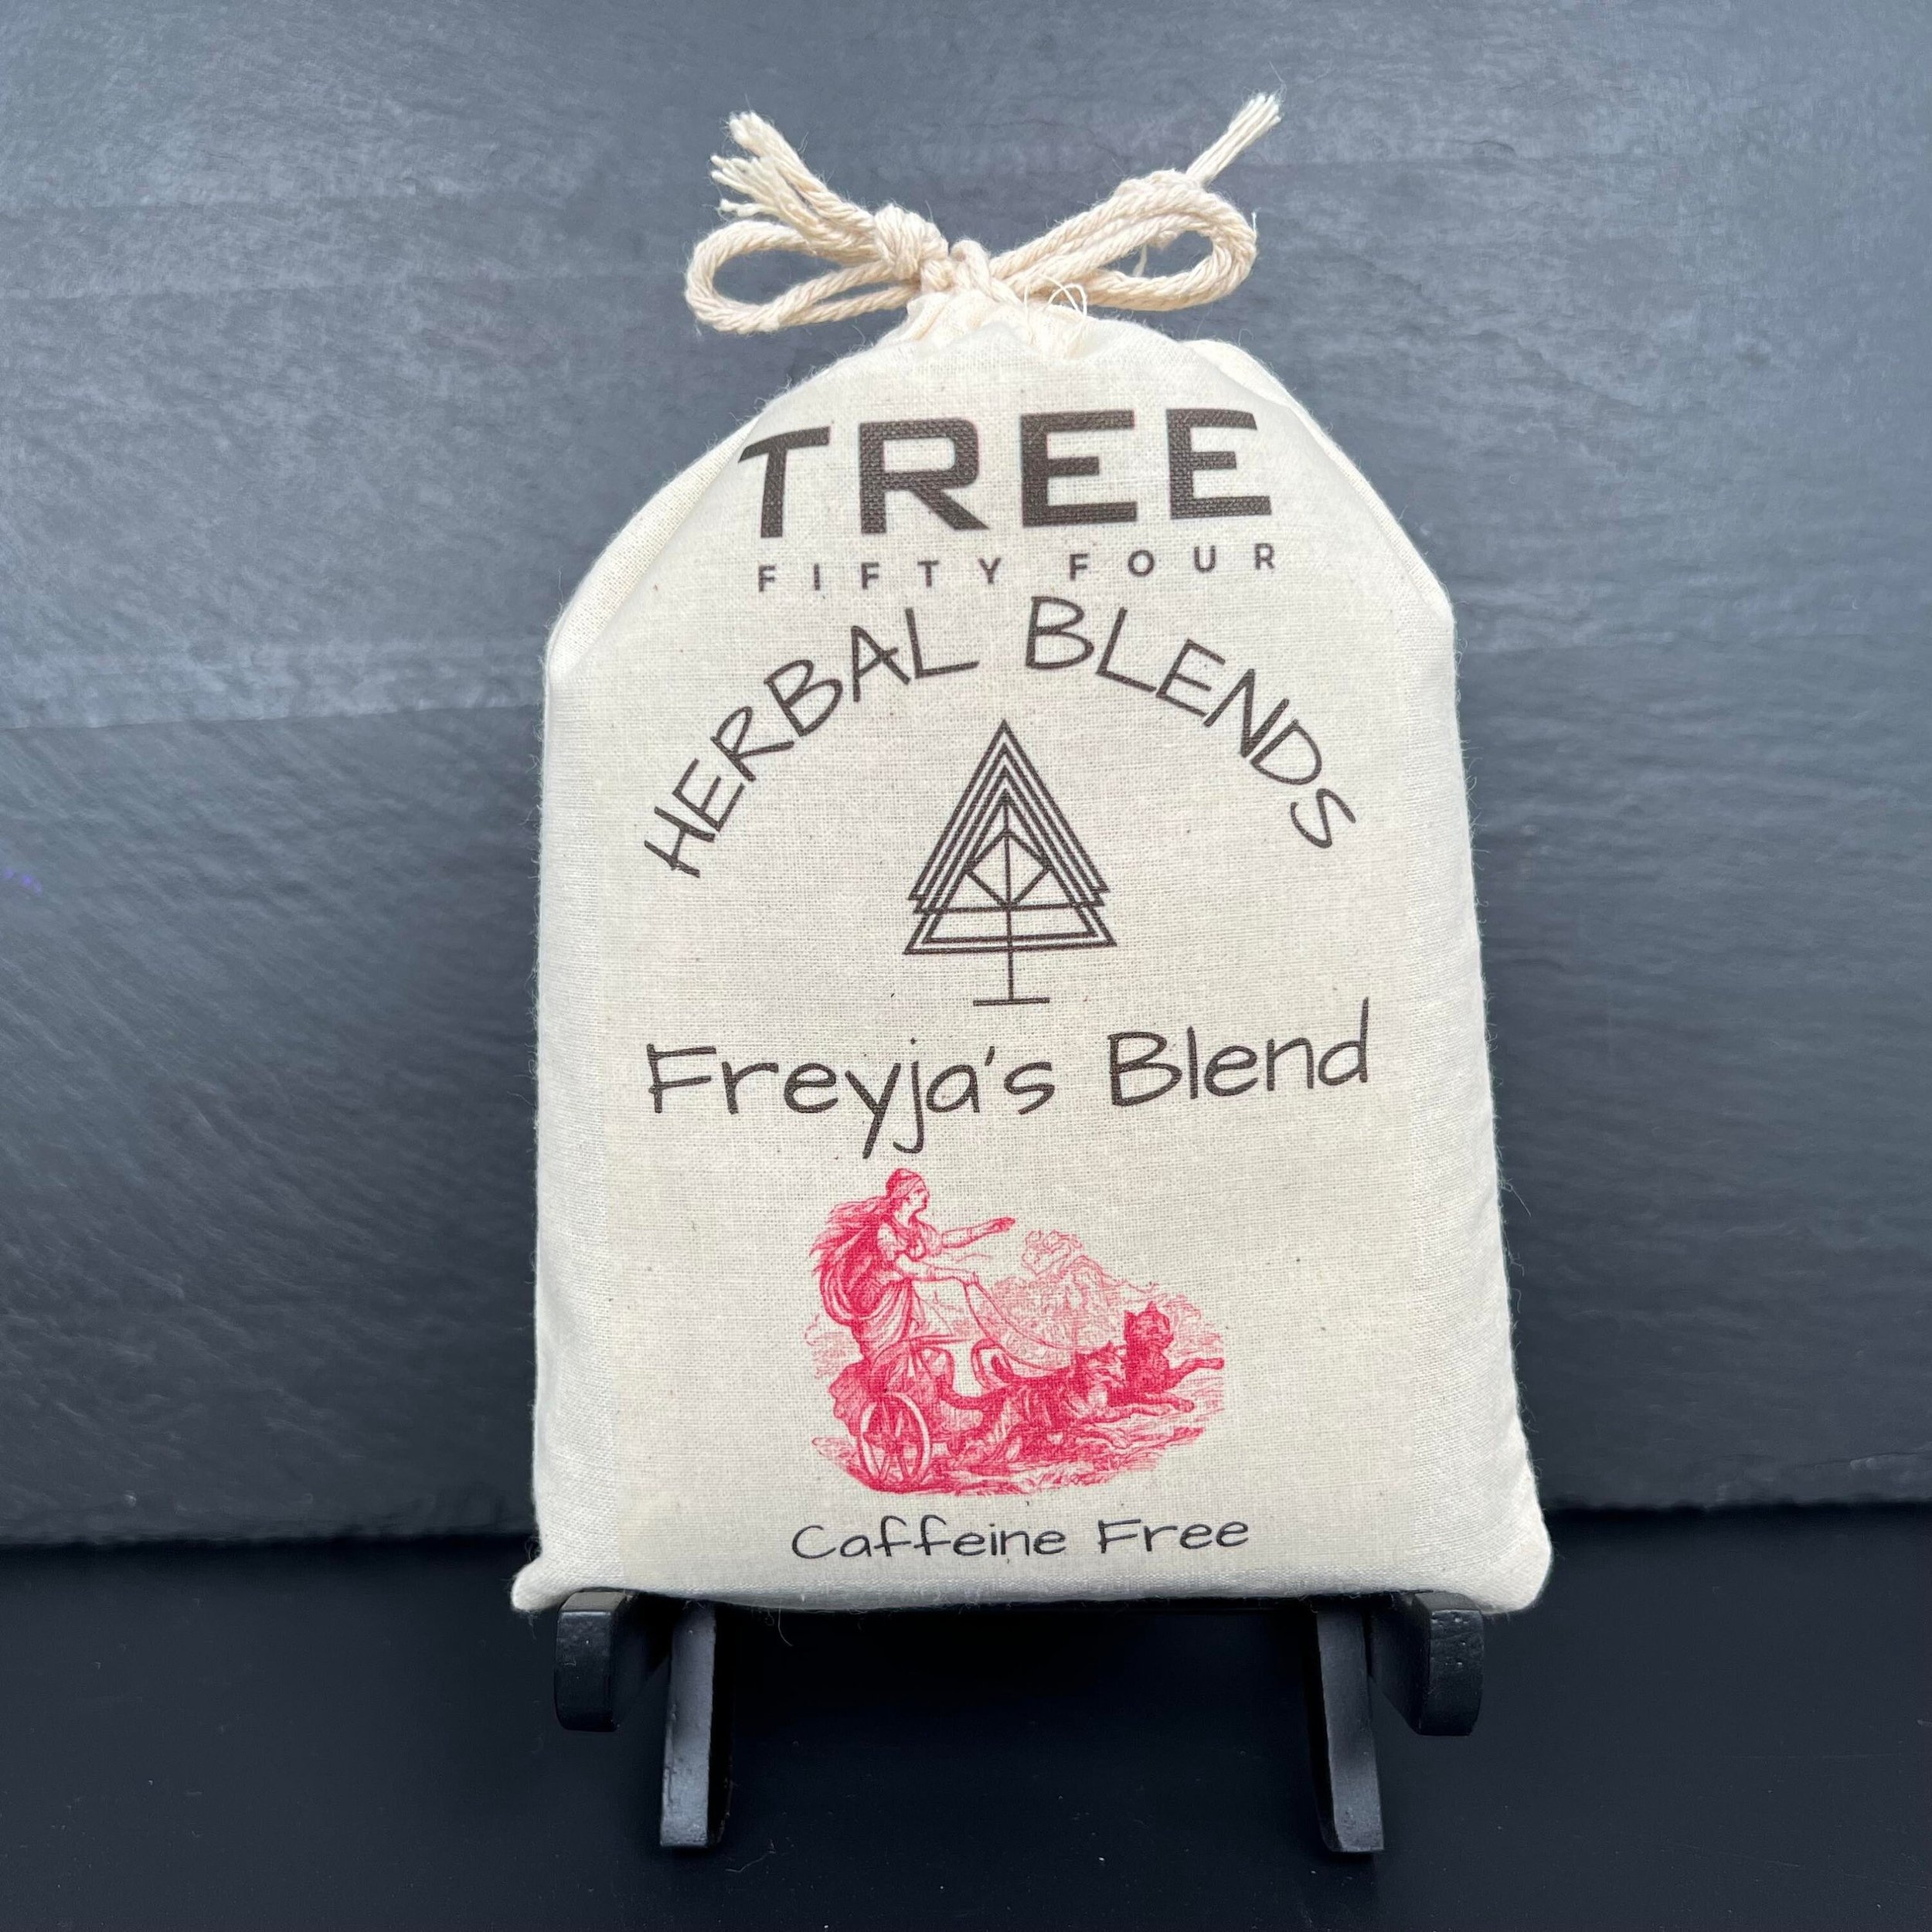 TREE
FIFTY FOUR
HERBAL BLENDS
Freyja's Blend
Caffeine Free